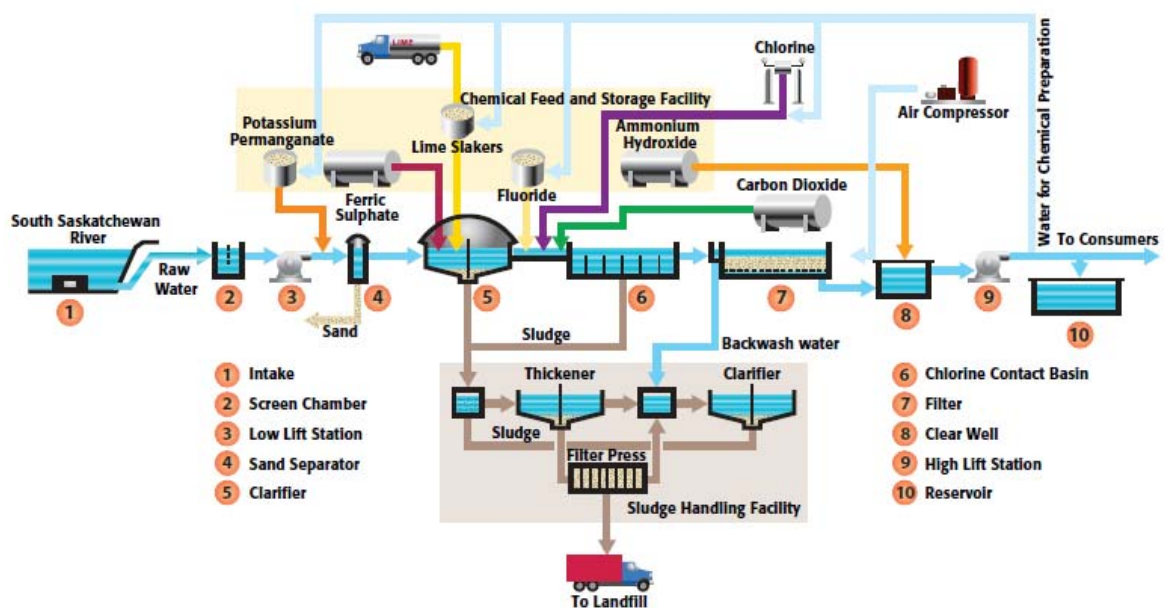 LIME
Chlorine
Chemical Feed and Storage Facility
Air Compressor
Potassium
Permanganate
Lime Slakers
Ammonium
Hydroxide
Water for Chemical Preparation
Ferric
Sulphate
Fluoride
Carbon Dioxide
South Saskatchewan
River
To Consumers
Raw
Water
1
2
3
4
5
6
7
8
9
10
Sand
Sludge
Backwash water
1 Intake
2 Screen Chamber
3 Low Lift Station
4 Sand Separator
5 Clarifier
Thickener
Clarifier
Sludge
Filter Press
Sludge Handling Facility
To Landfill
6 Chlorine Contact Basin
7 Filter
8 Clear Well
9 High Lift Station
10 Reservoir